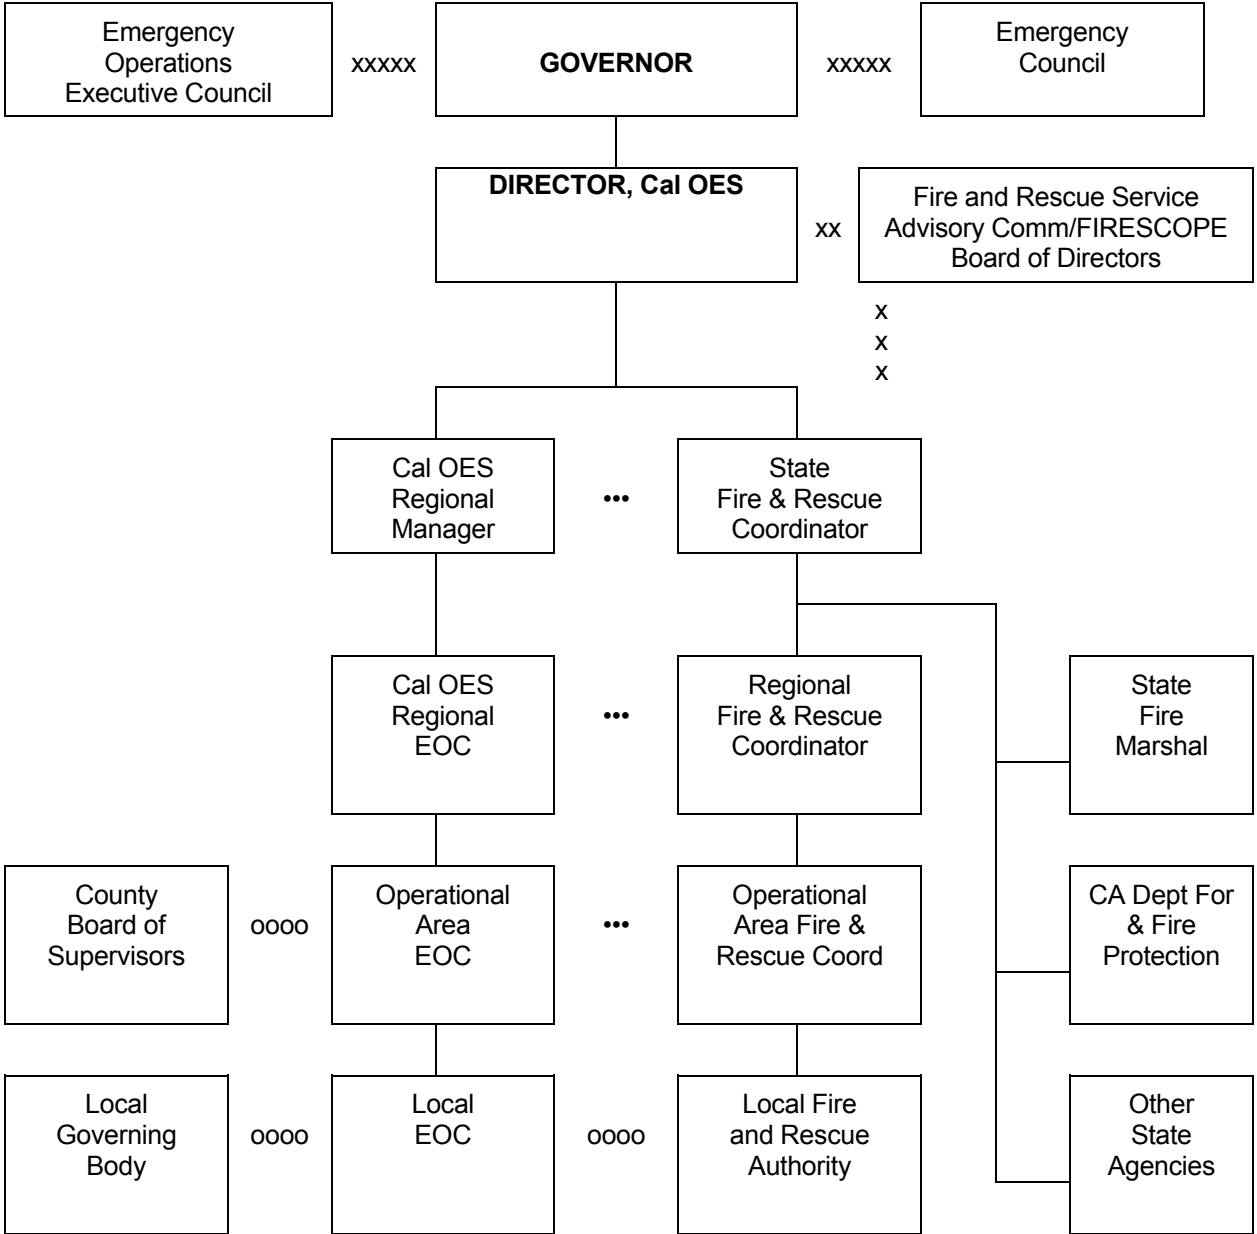 Emergency
Operations
Executive Council
xxxxx
GOVERNOR
xxxxx
Emergency
Council
DIRECTOR, Cal OES
xx
Fire and Rescue Service
Advisory Comm/FIRESCOPE
Board of Directors
x
x
x
Cal OES
Regional
Manager
•••
State
Fire & Rescue
Coordinator
Cal OES
Regional
EOC
•••
Regional
Fire & Rescue
Coordinator
State
Fire
Marshal
County
Board of
Supervisors
oooo
Operational
Area
EOC
•••
Operational
Area Fire &
Rescue Coord
CA Dept For
& Fire
Protection
Local
Governing
Body
oooo
Local
EOC
oooo
Local Fire
and Rescue
Authority
Other
State
Agencies